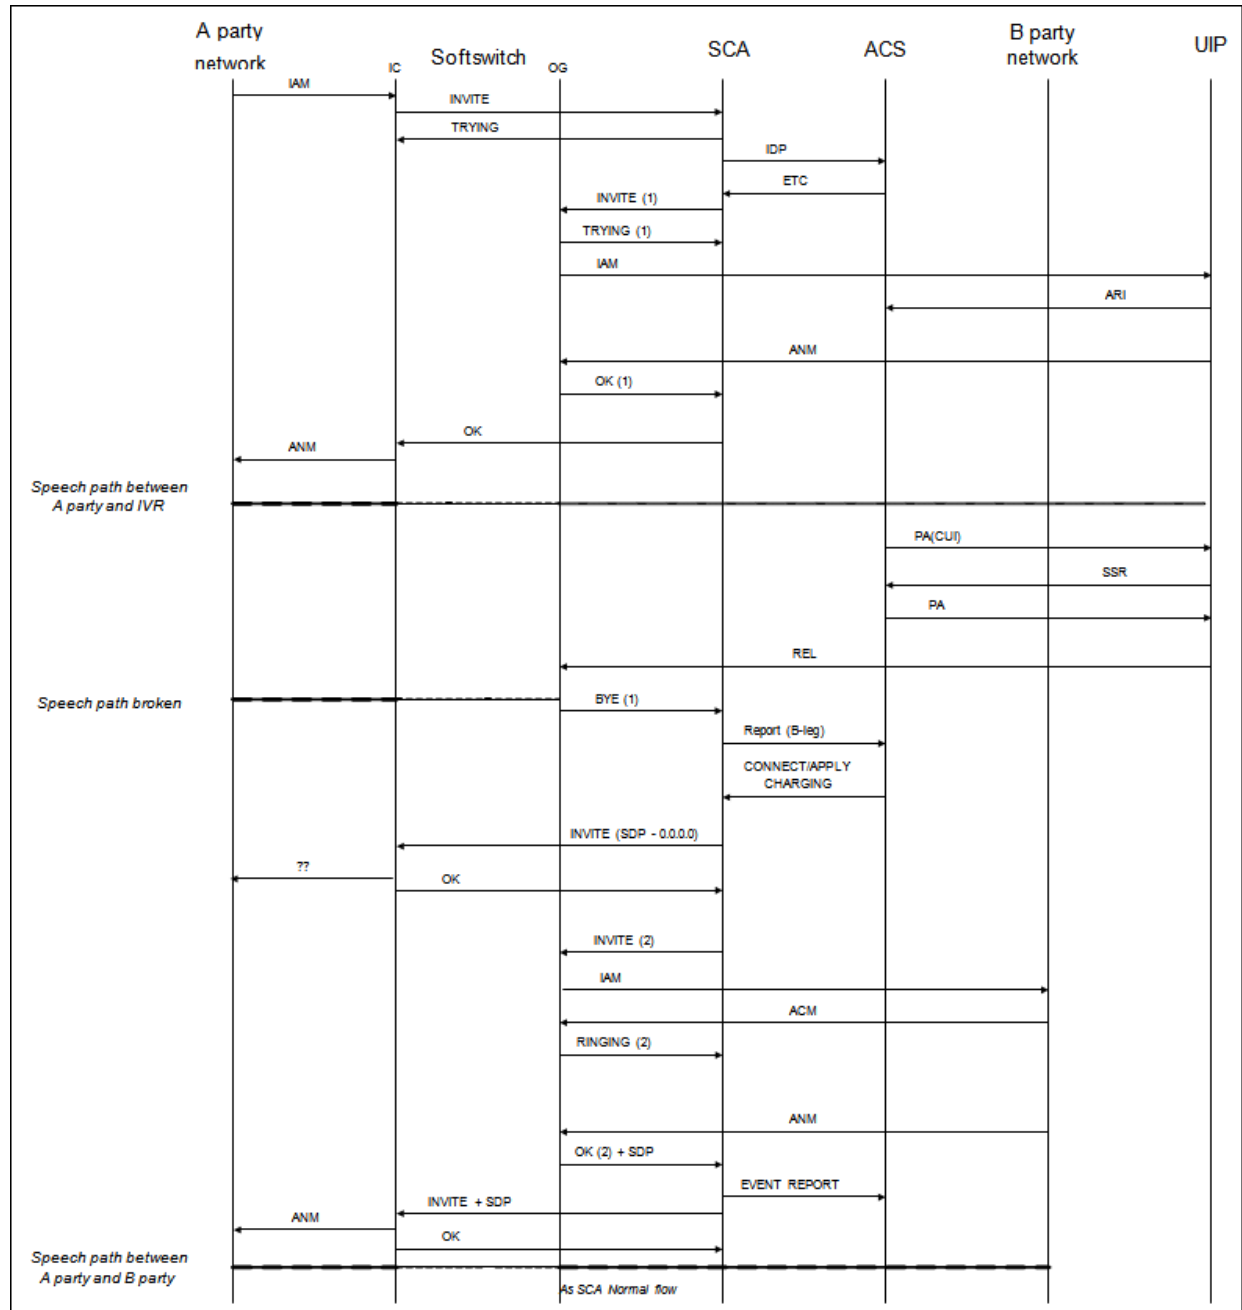 A party
network
IC
Softswitch
OG
SCA
ACS
B party
network
UIP
IAM
INVITE
TRYING
IDP
ETC
INVITE (1)
TRYING (1)
IAM
ARI
ANM
OK (1)
OK
ANM
Speech path between
A party and IVR
PA(CUI)
SSR
PA
REL
Speech path broken
BYE (1)
Report (B-leg)
CONNECT/APPLY
CHARGING
INVITE (SDP - 0.0.0.0)
??
OK
INVITE (2)
IAM
ACM
RINGING (2)
ANM
OK (2) + SDP
EVENT REPORT
INVITE + SDP
ANM
OK
Speech path between
A party and B party
As SCA Normal flow